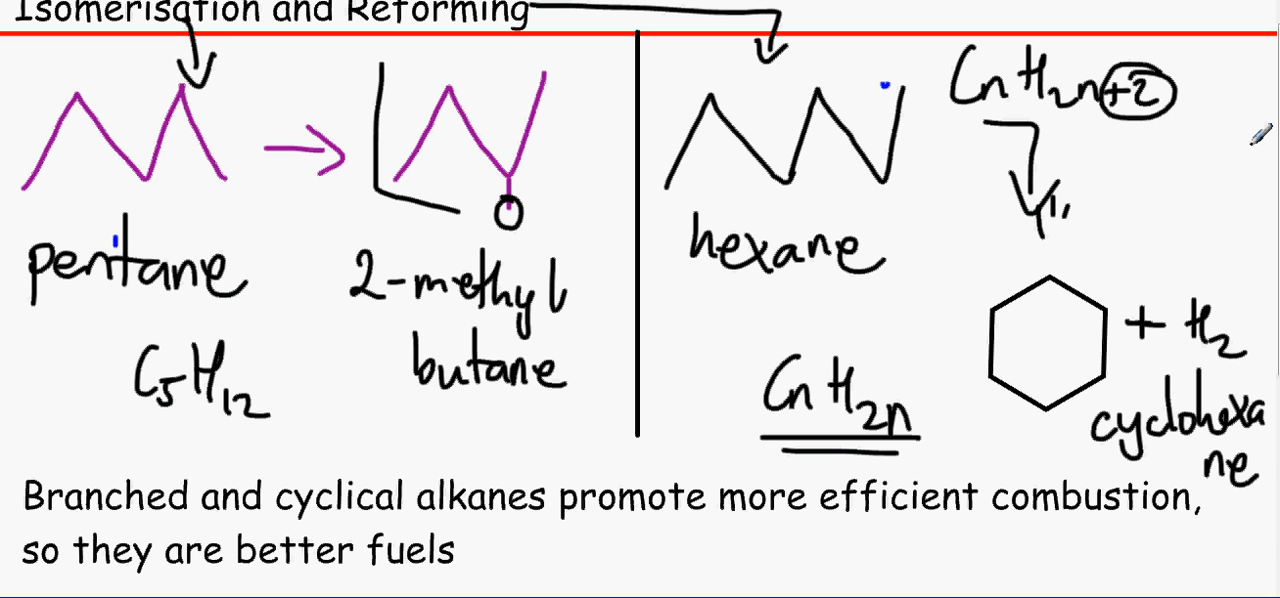 Isomerisation and Reforming
pentane
C5H12
2-methyl
butane
hexane
CnH2n+2
CnH2n
+ H2
cyclohexa
ne
Branched and cyclical alkanes promote more efficient combustion,
so they are better fuels